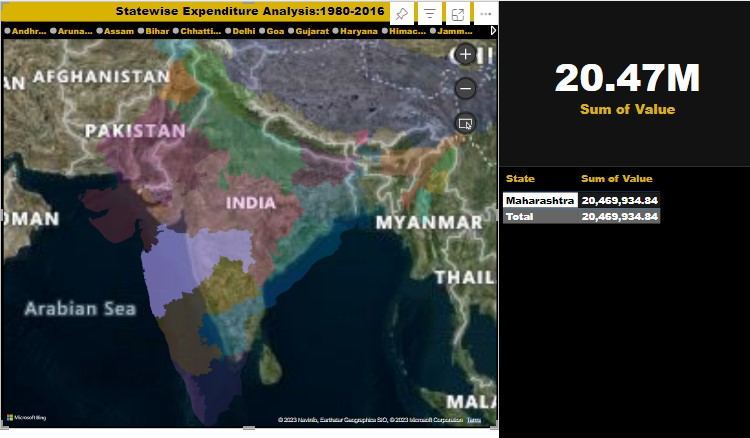 Statewise Expenditure Analysis:1980-2016
Andhr... Aruna... Assam Bihar Chhatti... Delhi Goa Gujarat Haryana Himac... Jamm...
AFGHANISTAN
PAKISTAN
INDIA
OMAN
MYANMAR
THAIL
Arabian Sea
MALA
Microsoft Bing
© 2023 NavInfo, Earthstar Geographics SIO, © 2023 Microsoft Corporation Terms
20.47M
Sum of Value
State Sum of Value
Maharashtra 20,469,934.84
Total 20,469,934.84